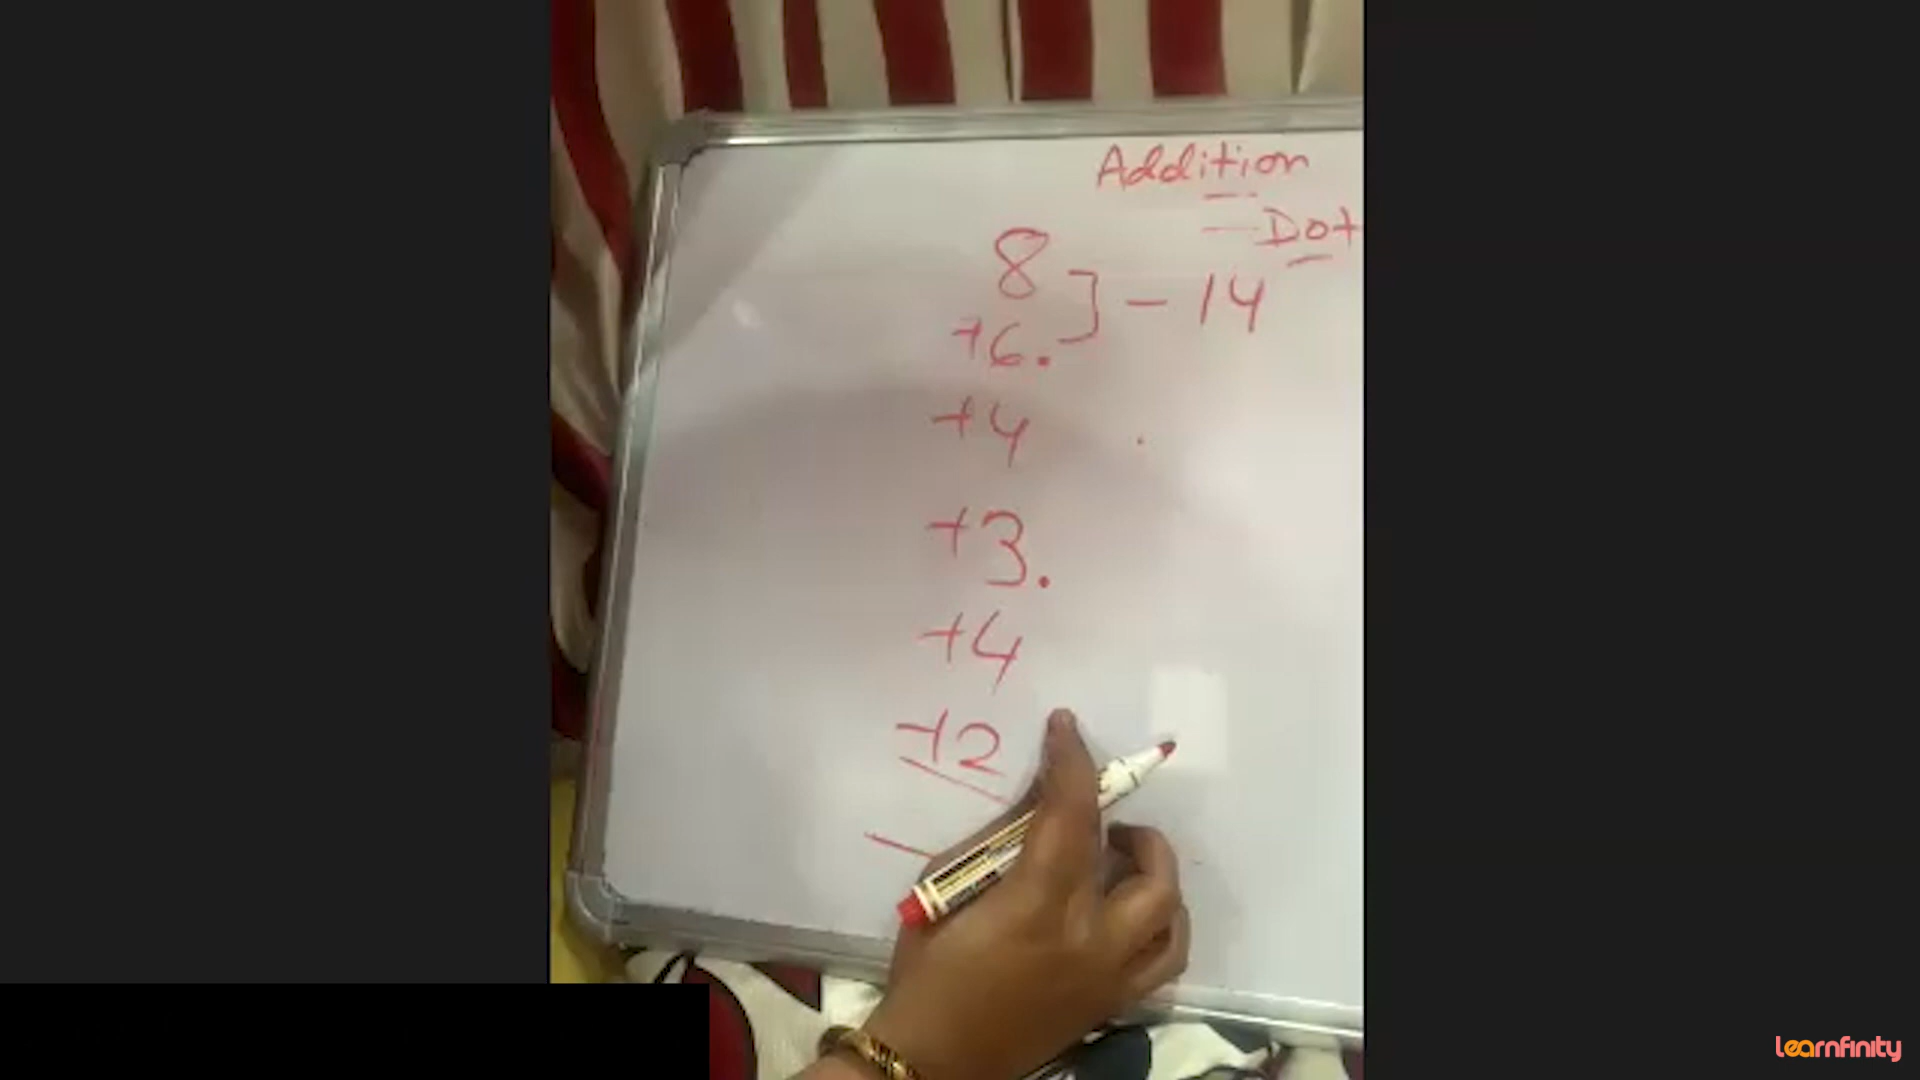 Addition
Dot
8
] - 14
+6.
+4
+3.
+4
+2
learnfinity